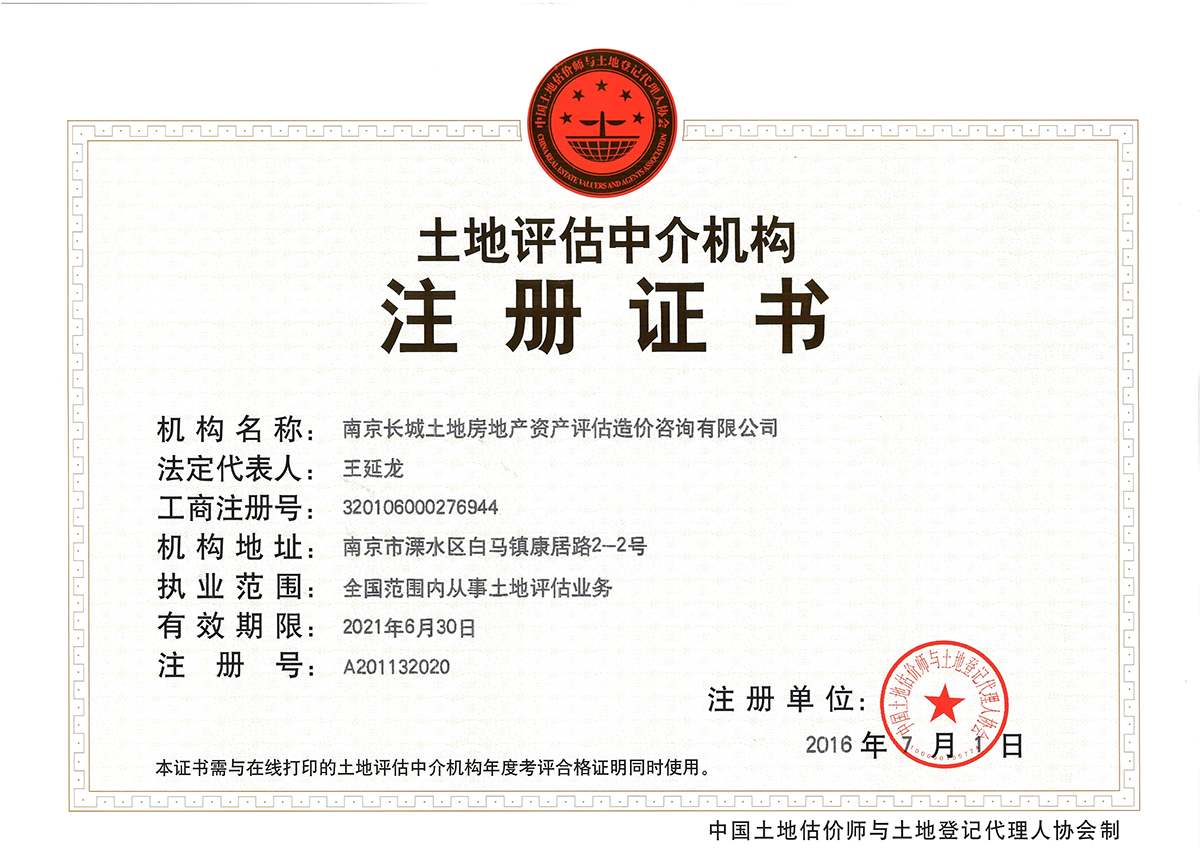 中国土地估价师与土地登记代理人协会
CHINA REAL ESTATE VALUERS AND AGENTS ASSOCIATION
土地评估中介机构
注册证书
机构名称：南京长城土地房地产资产评估造价咨询有限公司
法定代表人：王延龙
工商注册号：320106000276944
机构地址：南京市溧水区白马镇康居路2-2号
执业范围：全国范围内从事土地评估业务
有效期限：2021年6月30日
注册号：A201132020
注册单位：
中国土地估价师与土地登记代理人协会
2016年7月1日
本证书需与在线打印的土地评估中介机构年度考评合格证明同时使用。
中国土地估价师与土地登记代理人协会制